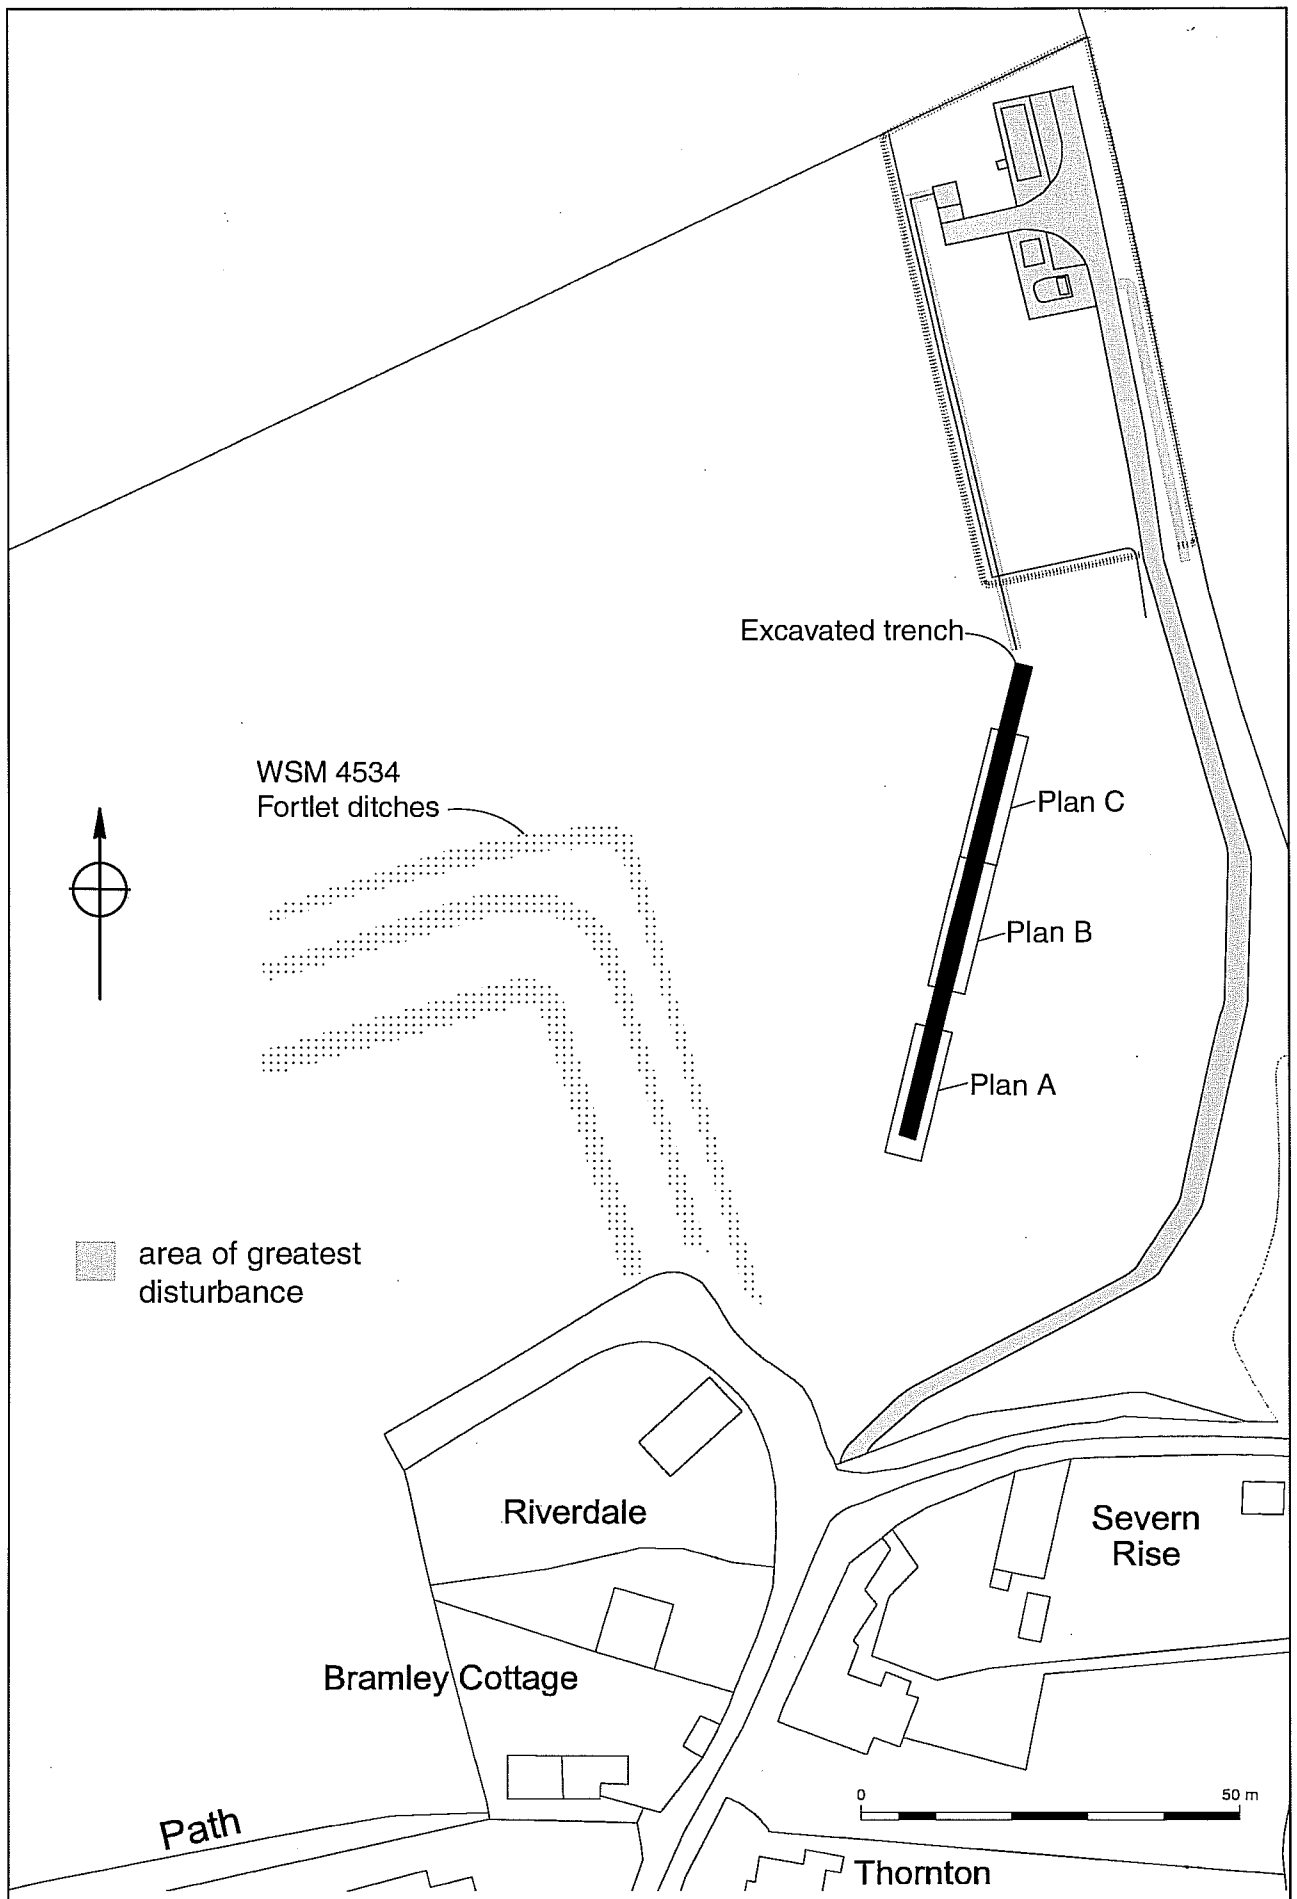 Excavated trench
WSM 4534
Fortlet ditches
Plan C
Plan B
Plan A
area of greatest
disturbance
Riverdale
Severn
Rise
Bramley Cottage
0
50 m
Path
Thornton